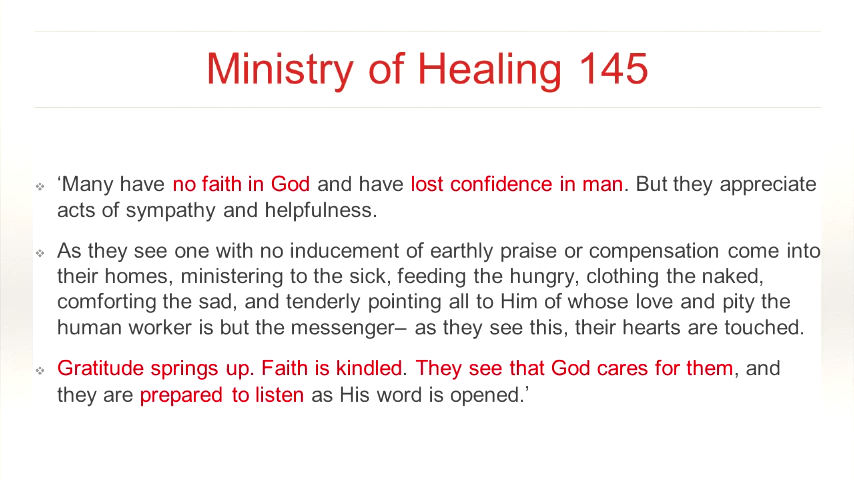 Ministry of Healing 145
‘Many have no faith in God and have lost confidence in man. But they appreciate
acts of sympathy and helpfulness.
As they see one with no inducement of earthly praise or compensation come into
their homes, ministering to the sick, feeding the hungry, clothing the naked,
comforting the sad, and tenderly pointing all to Him of whose love and pity the
human worker is but the messenger– as they see this, their hearts are touched.
Gratitude springs up. Faith is kindled. They see that God cares for them, and
they are prepared to listen as His word is opened.’